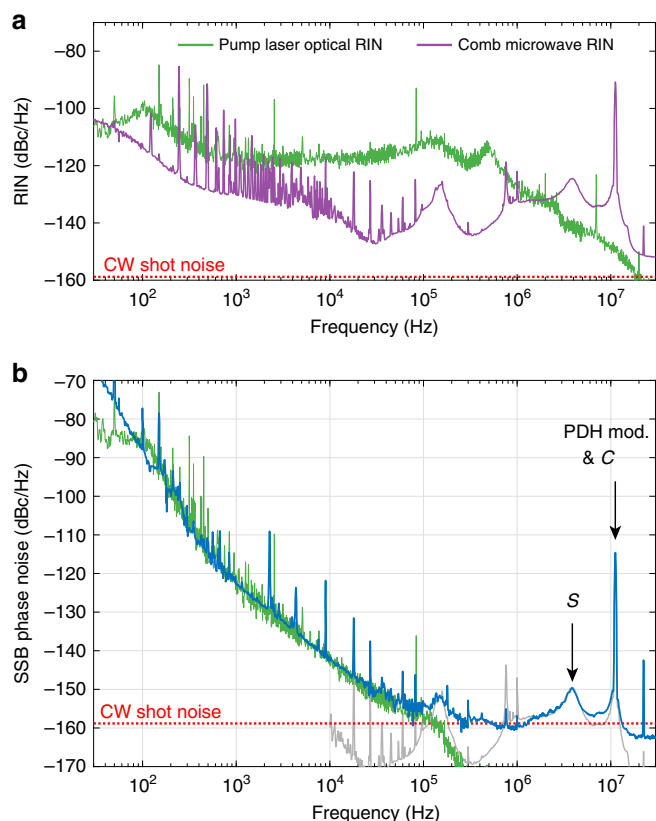 a
Pump laser optical RIN
Comb microwave RIN
RIN (dBc/Hz)
−80
−100
−120
−140
−160
CW shot noise
10²
10³
10⁴
10⁵
10⁶
10⁷
Frequency (Hz)
b
SSB phase noise (dBc/Hz)
−70
−80
−90
−100
−110
−120
−130
−140
−150
−160
−170
PDH mod.
& C
S
CW shot noise
10²
10³
10⁴
10⁵
10⁶
10⁷
Frequency (Hz)